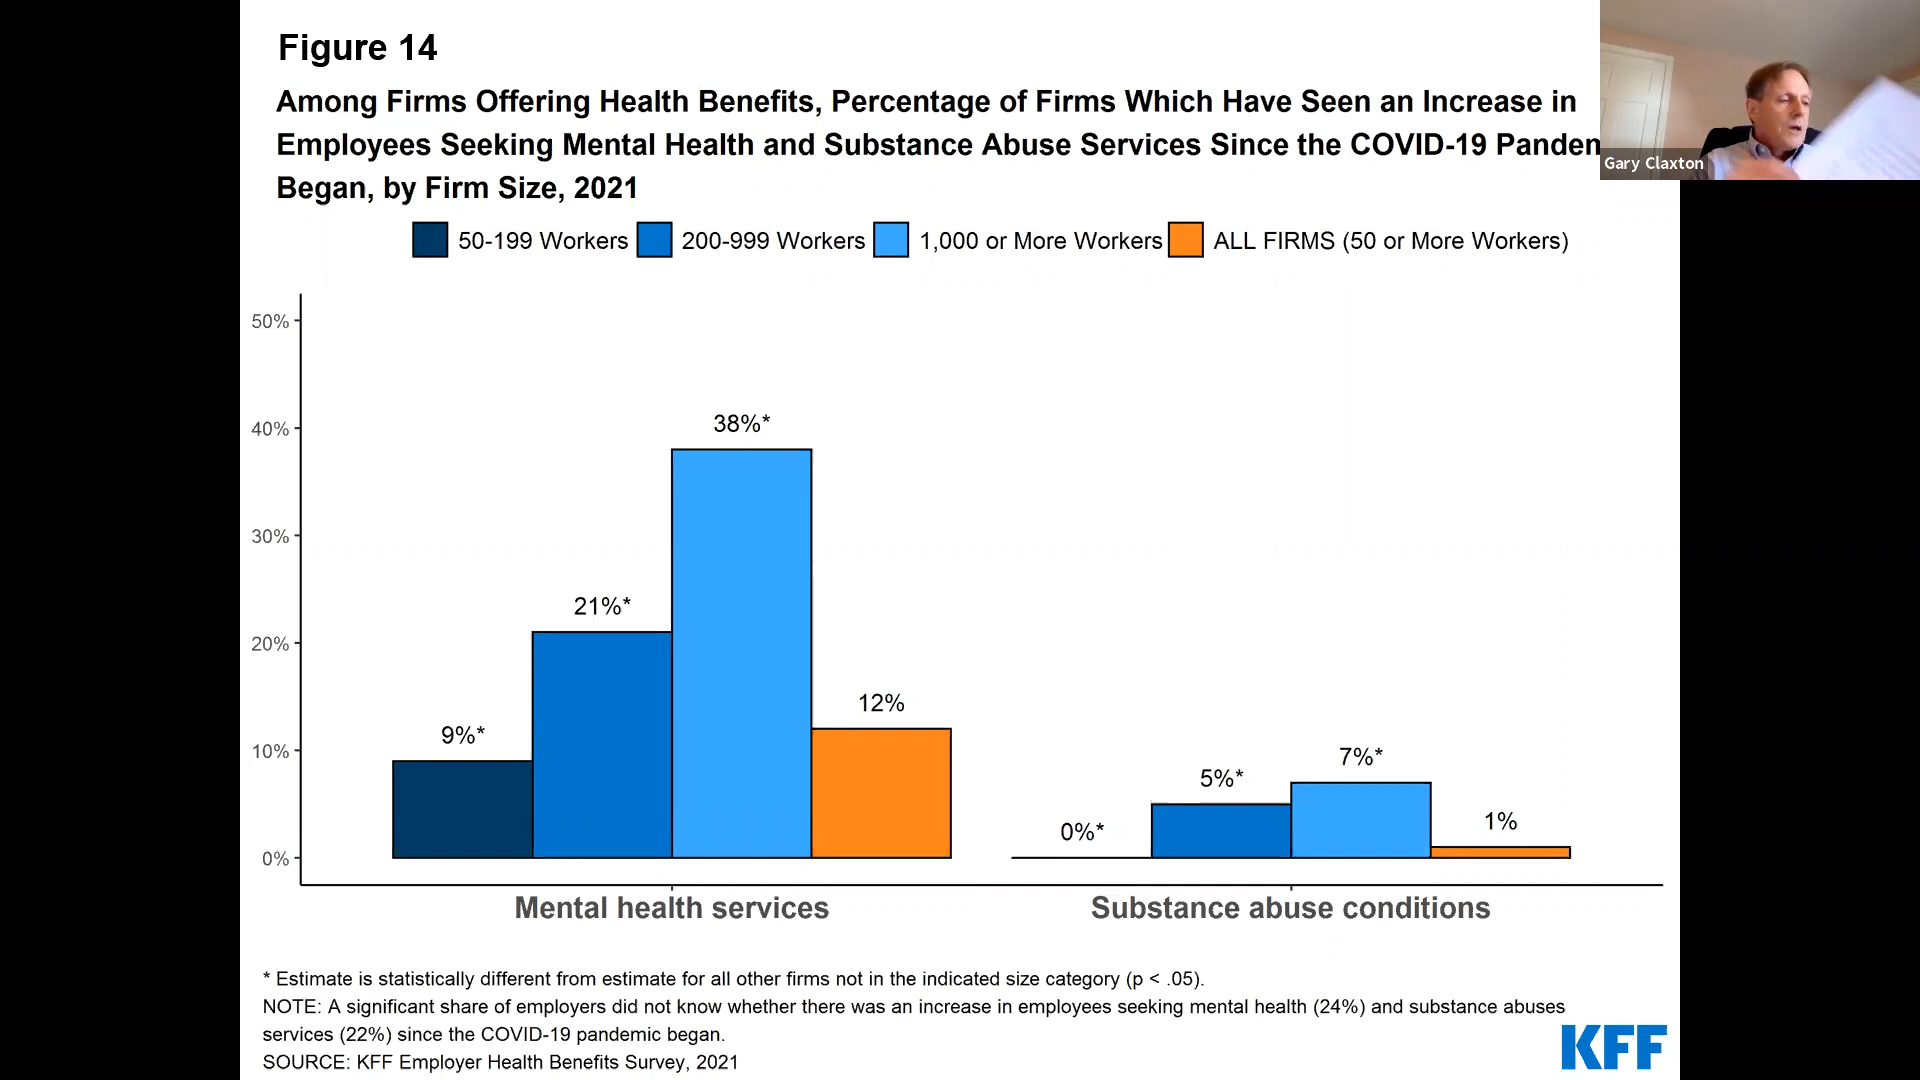 Figure 14
Among Firms Offering Health Benefits, Percentage of Firms Which Have Seen an Increase in
Employees Seeking Mental Health and Substance Abuse Services Since the COVID-19 Panden
Began, by Firm Size, 2021
Gary Claxton
50-199 Workers 200-999 Workers 1,000 or More Workers ALL FIRMS (50 or More Workers)
50%
40%
30%
20%
10%
0%
9%*
21%*
38%*
12%
0%*
5%*
7%*
1%
Mental health services
Substance abuse conditions
* Estimate is statistically different from estimate for all other firms not in the indicated size category (p < .05).
NOTE: A significant share of employers did not know whether there was an increase in employees seeking mental health (24%) and substance abuses
services (22%) since the COVID-19 pandemic began.
SOURCE: KFF Employer Health Benefits Survey, 2021
KFF